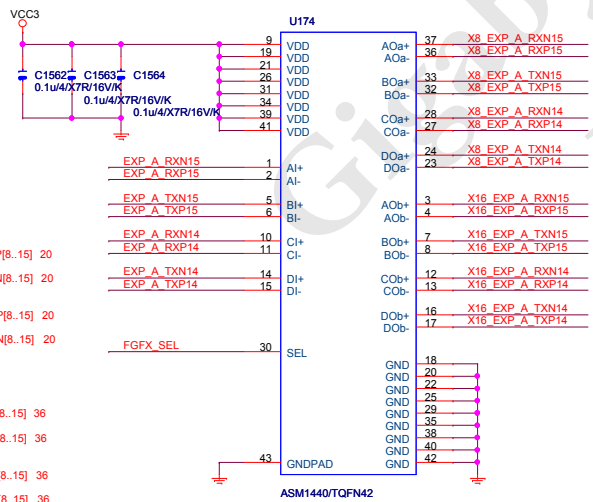 VCC3
C1562
0.1u/4/X7R/16V/K
C1563
0.1u/4/X7R/16V/K
C1564
0.1u/4/X7R/16V/K
U174
9 VDD
19 VDD
21 VDD
26 VDD
31 VDD
34 VDD
39 VDD
41 VDD
EXP_A_RXN15 1 AI+
EXP_A_RXP15 2 AI-
EXP_A_TXN15 5 BI+
EXP_A_TXP15 6 BI-
EXP_A_RXN14 10 CI+
EXP_A_RXP14 11 CI-
EXP_A_TXN14 14 DI+
EXP_A_TXP14 15 DI-
FGFX_SEL 30 SEL
43 GNDPAD
AOa+ 37 X8_EXP_A_RXN15
AOa- 36 X8_EXP_A_RXP15
BOa+ 33 X8_EXP_A_TXN15
BOa- 32 X8_EXP_A_TXP15
COa+ 28 X8_EXP_A_RXN14
COa- 27 X8_EXP_A_RXP14
DOa+ 24 X8_EXP_A_TXN14
DOa- 23 X8_EXP_A_TXP14
AOb+ 3 X16_EXP_A_RXN15
AOb- 4 X16_EXP_A_RXP15
BOb+ 7 X16_EXP_A_TXN15
BOb- 8 X16_EXP_A_TXP15
COb+ 12 X16_EXP_A_RXN14
COb- 13 X16_EXP_A_RXP14
DOb+ 16 X16_EXP_A_TXN14
DOb- 17 X16_EXP_A_TXP14
GND 18
GND 20
GND 22
GND 25
GND 29
GND 35
GND 38
GND 40
GND 42
ASM1440/TQFN42
[8..15] 20
[8..15] 20
[8..15] 20
[8..15] 20
8..15] 36
8..15] 36
8..15] 36
[8..15] 36
Gigab